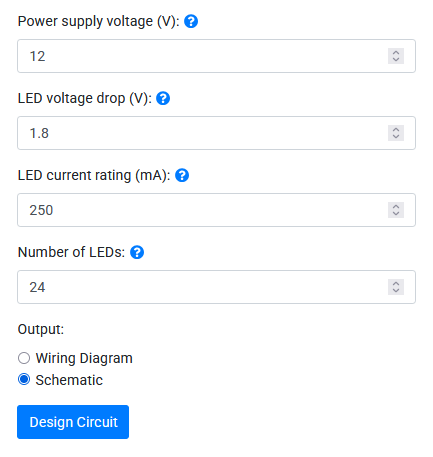 Power supply voltage (V): ?
12
LED voltage drop (V): ?
1.8
LED current rating (mA): ?
250
Number of LEDs: ?
24
Output:
Wiring Diagram
Schematic
Design Circuit